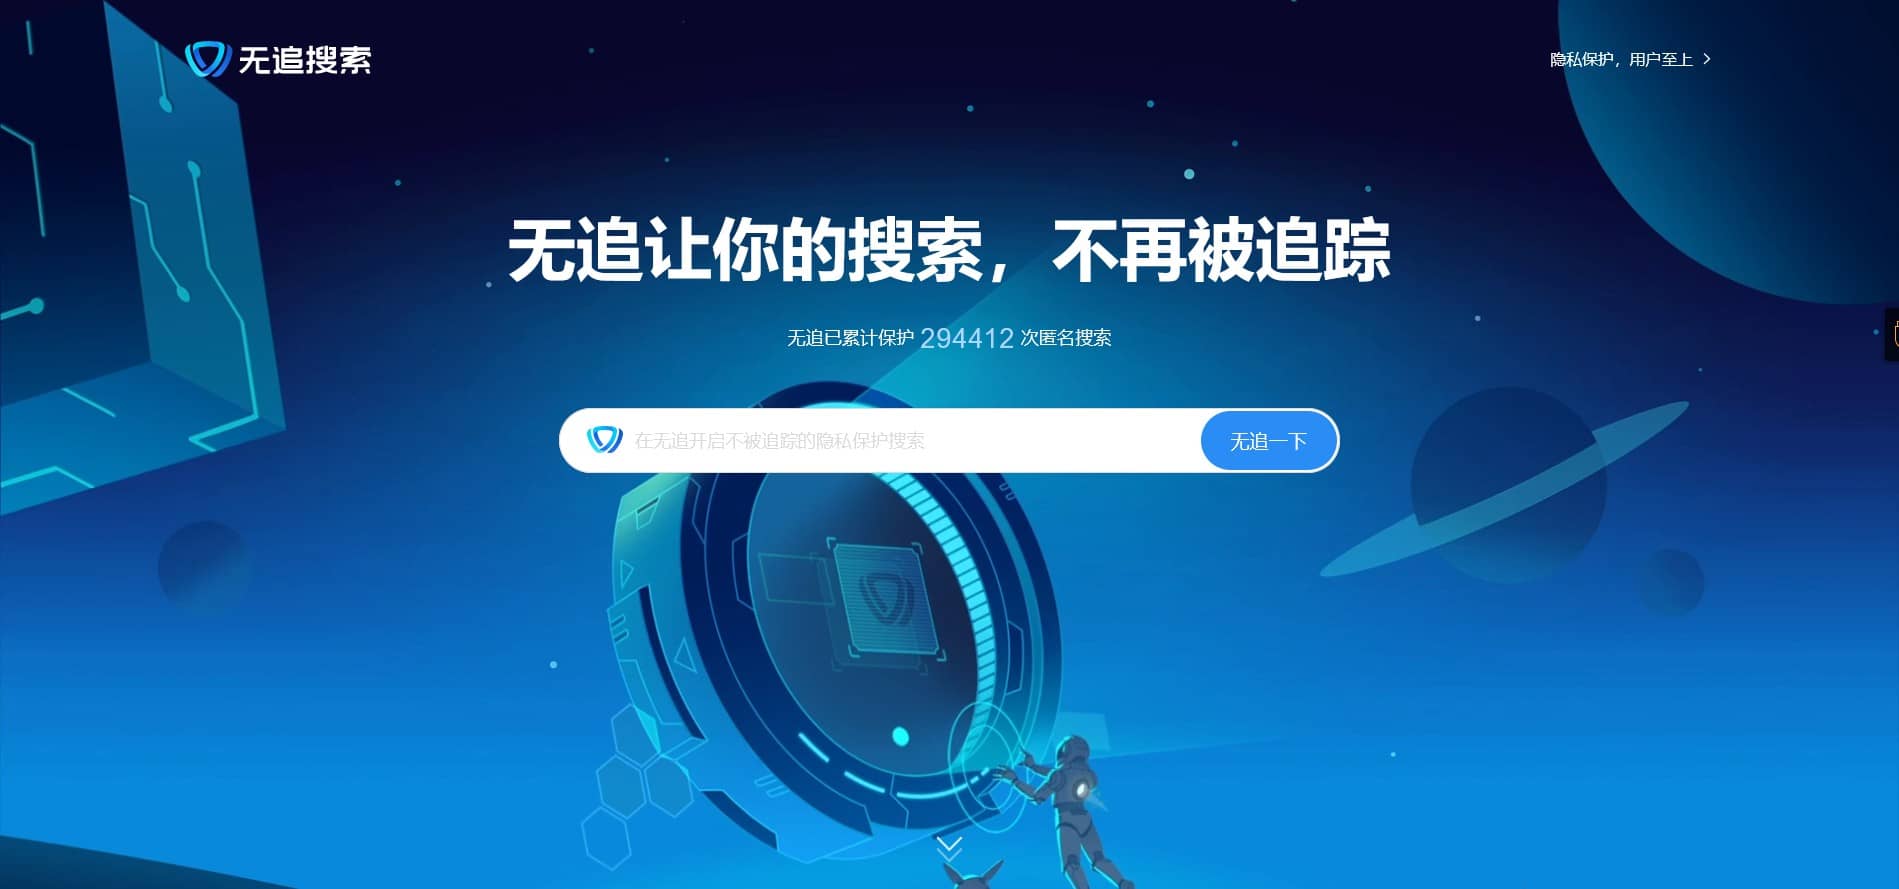 无追搜索
隐私保护，用户至上
无追让你的搜索，不再被追踪
无追已累计保护 294412 次匿名搜索
在无追开启不被追踪的隐私保护搜索
无追一下